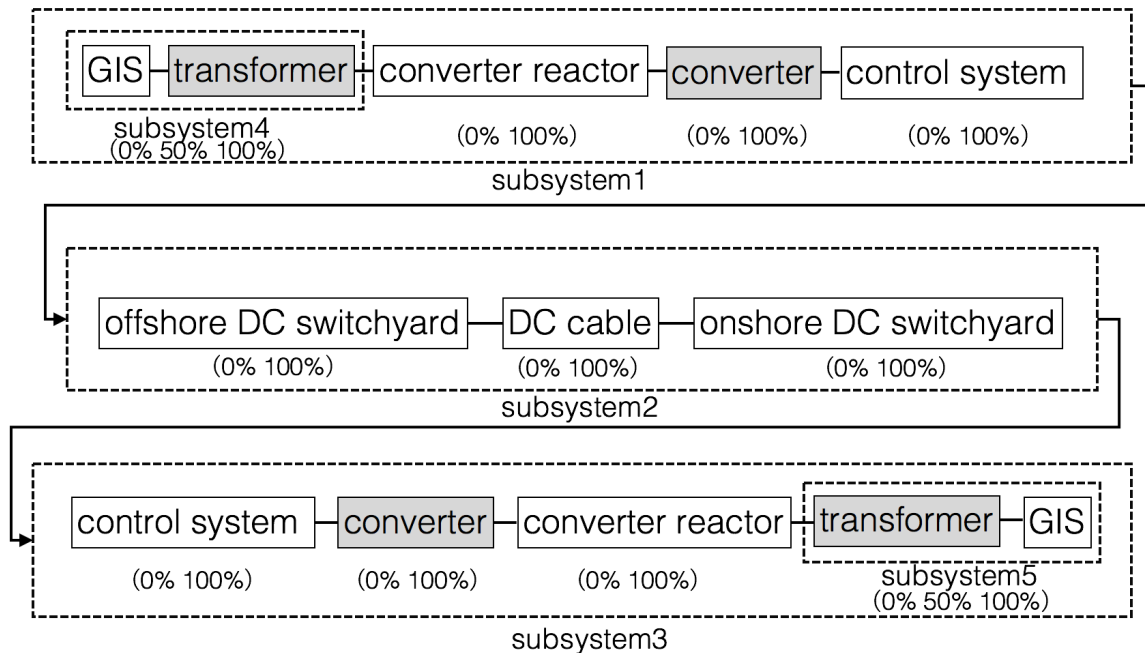 GIS transformer converter reactor converter control system
subsystem4
(0% 50% 100%) (0% 100%) (0% 100%) (0% 100%)
subsystem1
offshore DC switchyard DC cable onshore DC switchyard
(0% 100%) (0% 100%) (0% 100%)
subsystem2
control system converter converter reactor transformer GIS
(0% 100%) (0% 100%) (0% 100%) subsystem5
(0% 50% 100%)
subsystem3